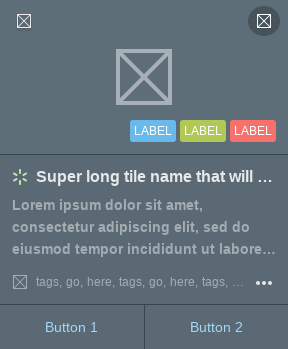 LABEL LABEL LABEL
Super long tile name that will ...
Lorem ipsum dolor sit amet,
consectetur adipiscing elit, sed do
eiusmod tempor incididunt ut labore...
tags, go, here, tags, go, here, tags, ...
Button 1 Button 2